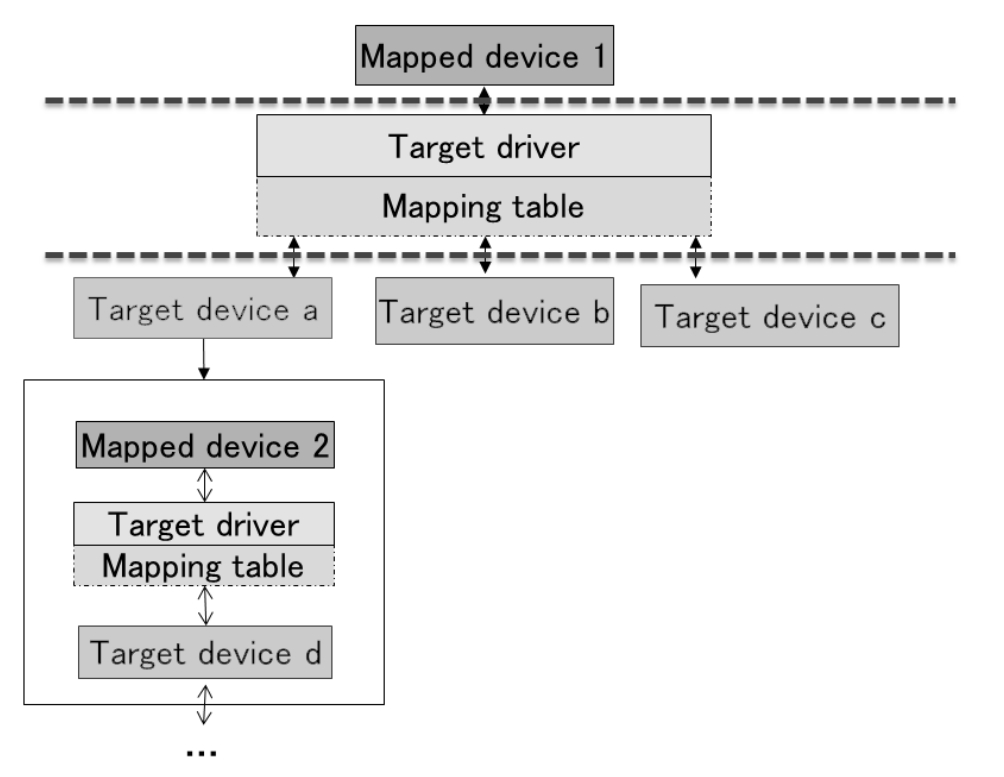 Mapped device 1
Target driver
Mapping table
Target device a
Target device b
Target device c
Mapped device 2
Target driver
Mapping table
Target device d
...